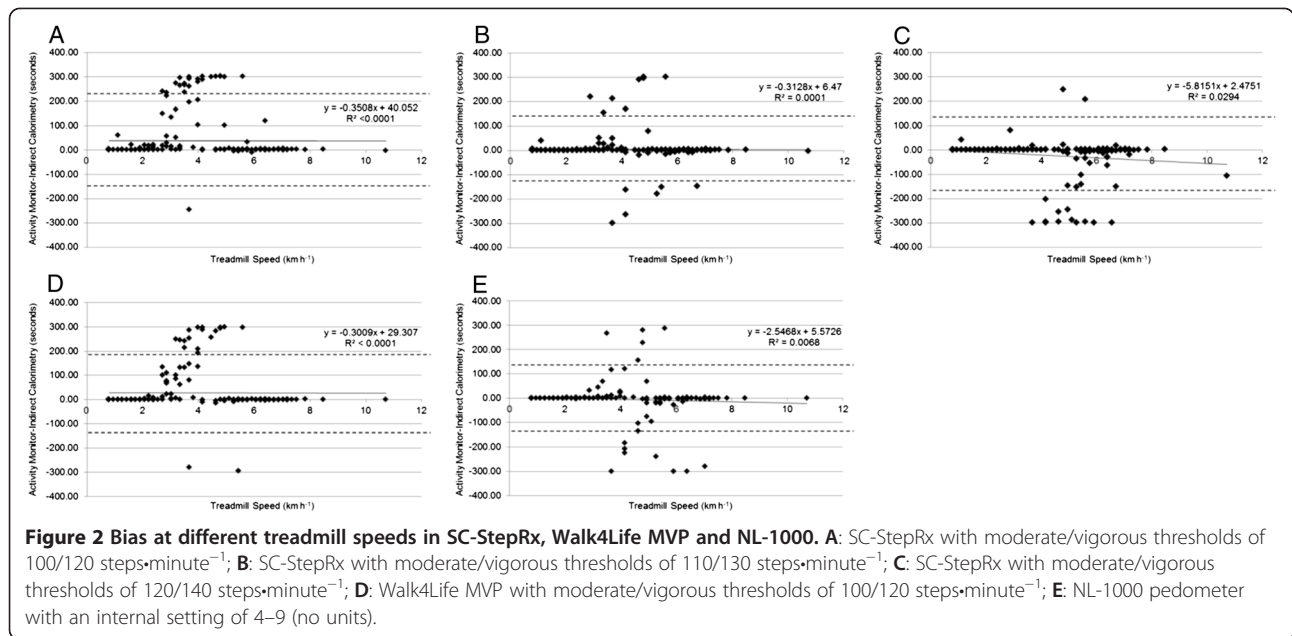 A
400.00
300.00
200.00
100.00
0.00
-100.00
-200.00
-300.00
-400.00
Activity Monitor-Indirect Calorimetry (seconds)
y = -0.3508x + 40.052
R² <0.0001
0 2 4 6 8 10 12
Treadmill Speed (km h⁻¹)
B
400.00
300.00
200.00
100.00
0.00
-100.00
-200.00
-300.00
-400.00
Activity Monitor-Indirect Calorimetry (seconds)
y = -0.3128x + 6.47
R² = 0.0001
0 2 4 6 8 10 12
Treadmill Speed (km h⁻¹)
C
400.00
300.00
200.00
100.00
0.00
-100.00
-200.00
-300.00
-400.00
Activity Monitor-Indirect Calorimetry (seconds)
y = -5.8151x + 2.4751
R² = 0.0294
0 2 4 6 8 10 12
Treadmill Speed (km h⁻¹)
D
400.00
300.00
200.00
100.00
0.00
-100.00
-200.00
-300.00
-400.00
Activity Monitor-Indirect Calorimetry (seconds)
y = -0.3009x + 29.307
R² < 0.0001
0 2 4 6 8 10 12
Treadmill Speed (km h⁻¹)
E
400.00
300.00
200.00
100.00
0.00
-100.00
-200.00
-300.00
-400.00
Activity Monitor-Indirect Calorimetry (seconds)
y = -2.5468x + 5.5726
R² = 0.0068
0 2 4 6 8 10 12
Treadmill Speed (km h⁻¹)
Figure 2 Bias at different treadmill speeds in SC-StepRx, Walk4Life MVP and NL-1000. A: SC-StepRx with moderate/vigorous thresholds of
100/120 steps•minute⁻¹; B: SC-StepRx with moderate/vigorous thresholds of 110/130 steps•minute⁻¹; C: SC-StepRx with moderate/vigorous
thresholds of 120/140 steps•minute⁻¹; D: Walk4Life MVP with moderate/vigorous thresholds of 100/120 steps•minute⁻¹; E: NL-1000 pedometer
with an internal setting of 4–9 (no units).